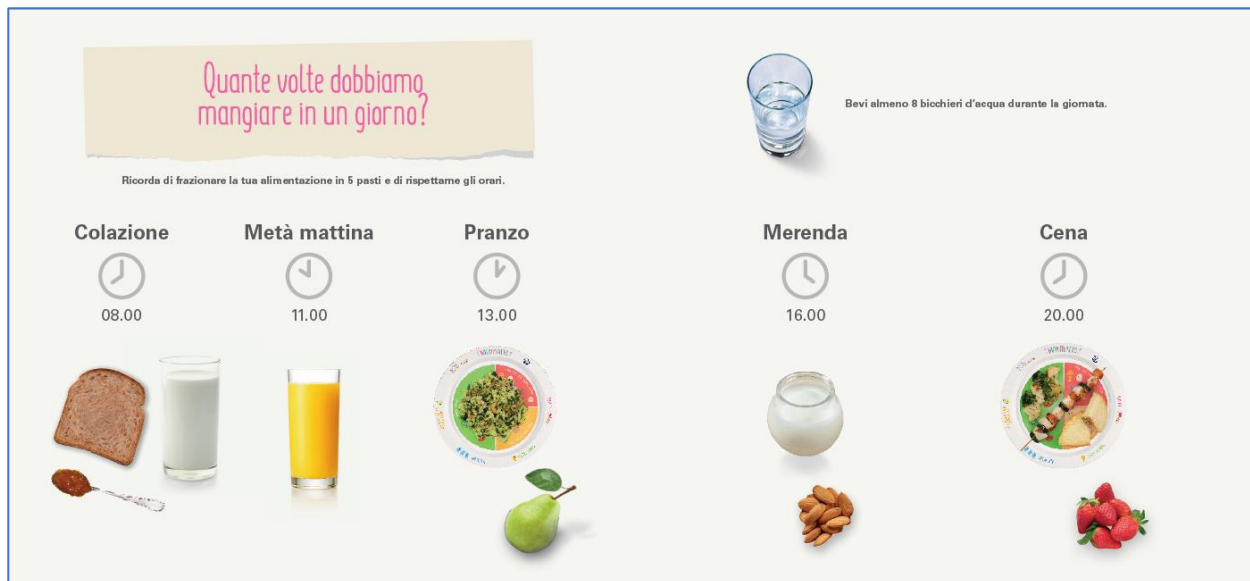 Quante volte dobbiamo
mangiare in un giorno?
Ricorda di frazionare la tua alimentazione in 5 pasti e di rispettarne gli orari.
Bevi almeno 8 bicchieri d'acqua durante la giornata.
Colazione
08.00
Metà mattina
11.00
Pranzo
13.00
Merenda
16.00
Cena
20.00